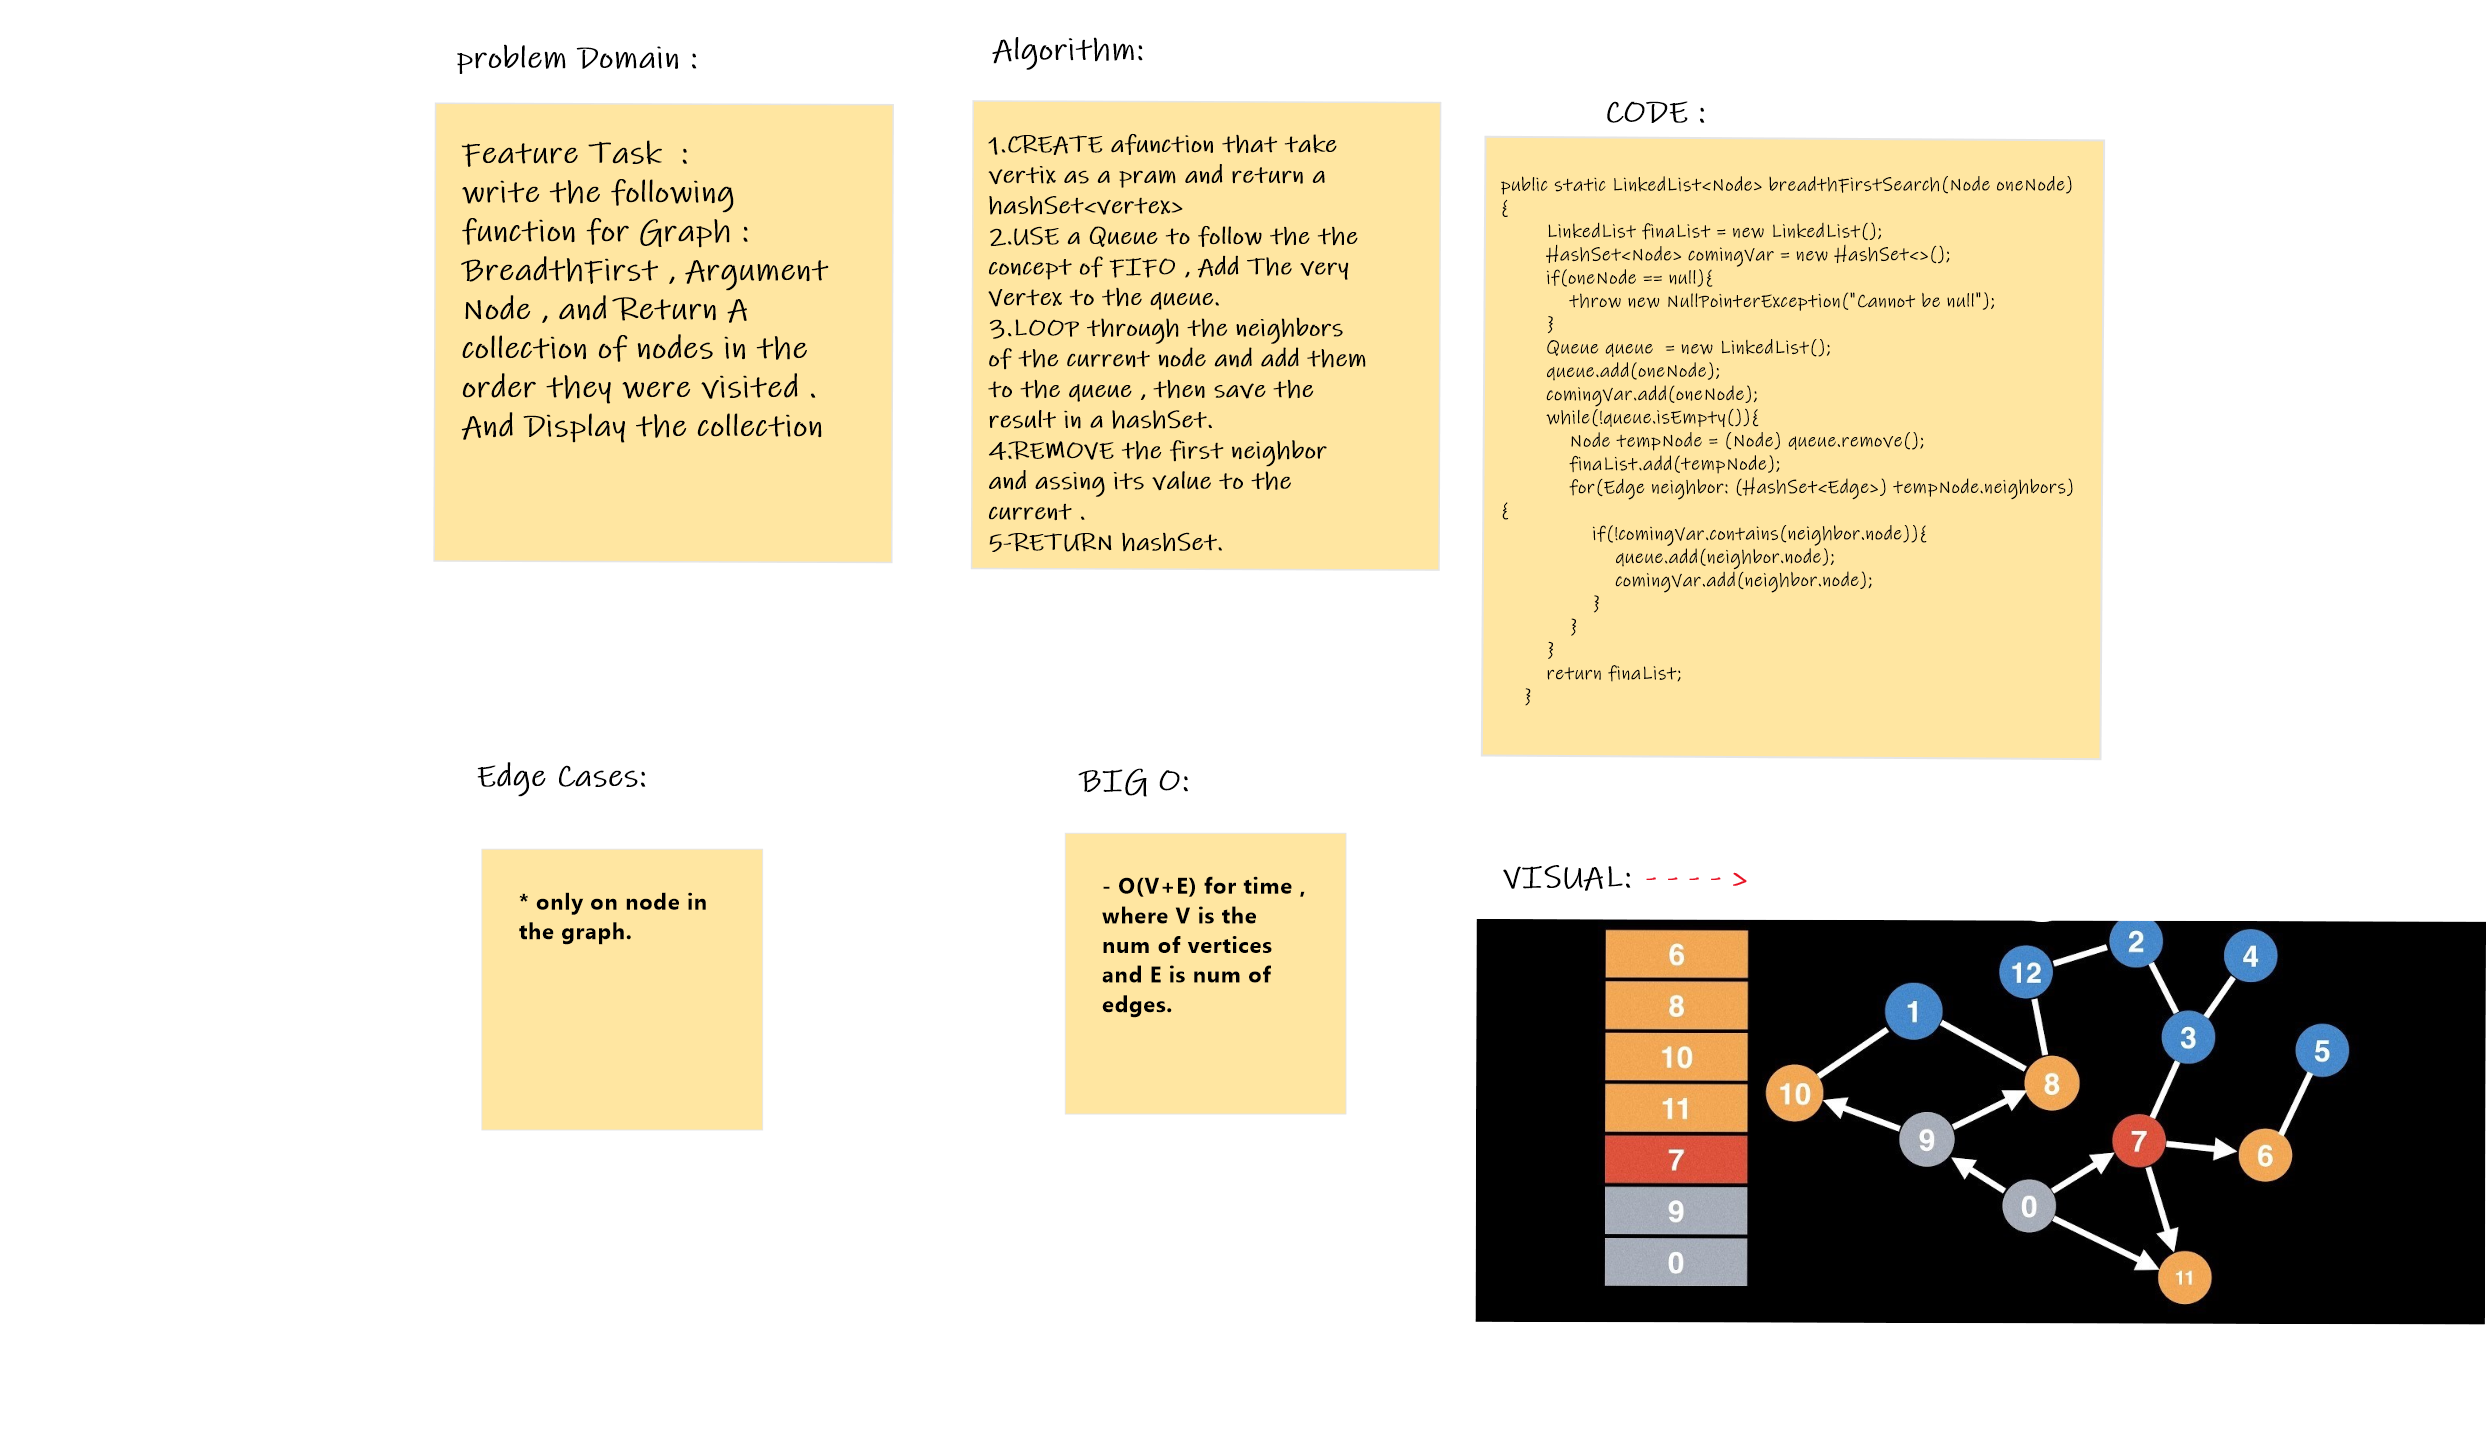 problem Domain :
Feature Task  :
write the following
function for Graph :
BreadthFirst , Argument
Node , and Return A
collection of nodes in the
order they were visited .
And Display the collection
Algorithm:
1.CREATE afunction that take
vertix as a pram and return a
hashSet<vertex>
2.USE a Queue to follow the the
concept of FIFO , Add The very
Vertex to the queue.
3.LOOP through the neighbors
of the current node and add them
to the queue , then save the
result in a hashSet.
4.REMOVE the first neighbor
and assing its value to the
current .
5-RETURN hashSet.
CODE :
public static LinkedList<Node> breadthFirstSearch(Node oneNode)
{
LinkedList finaList = new LinkedList();
HashSet<Node> comingVar = new HashSet<>();
if(oneNode == null){
throw new NullPointerException("Cannot be null");
}
Queue queue  = new LinkedList();
queue.add(oneNode);
comingVar.add(oneNode);
while(!queue.isEmpty()){
Node tempNode = (Node) queue.remove();
finaList.add(tempNode);
for(Edge neighbor: (HashSet<Edge>) tempNode.neighbors)
{
if(!comingVar.contains(neighbor.node)){
queue.add(neighbor.node);
comingVar.add(neighbor.node);
}
}
}
return finaList;
}
Edge Cases:
* only on node in
the graph.
BIG O:
- O(V+E) for time ,
where V is the
num of vertices
and E is num of
edges.
VISUAL: - - - - >
6
8
10
11
7
9
0
2
4
12
1
3
5
8
10
9
7
6
0
11